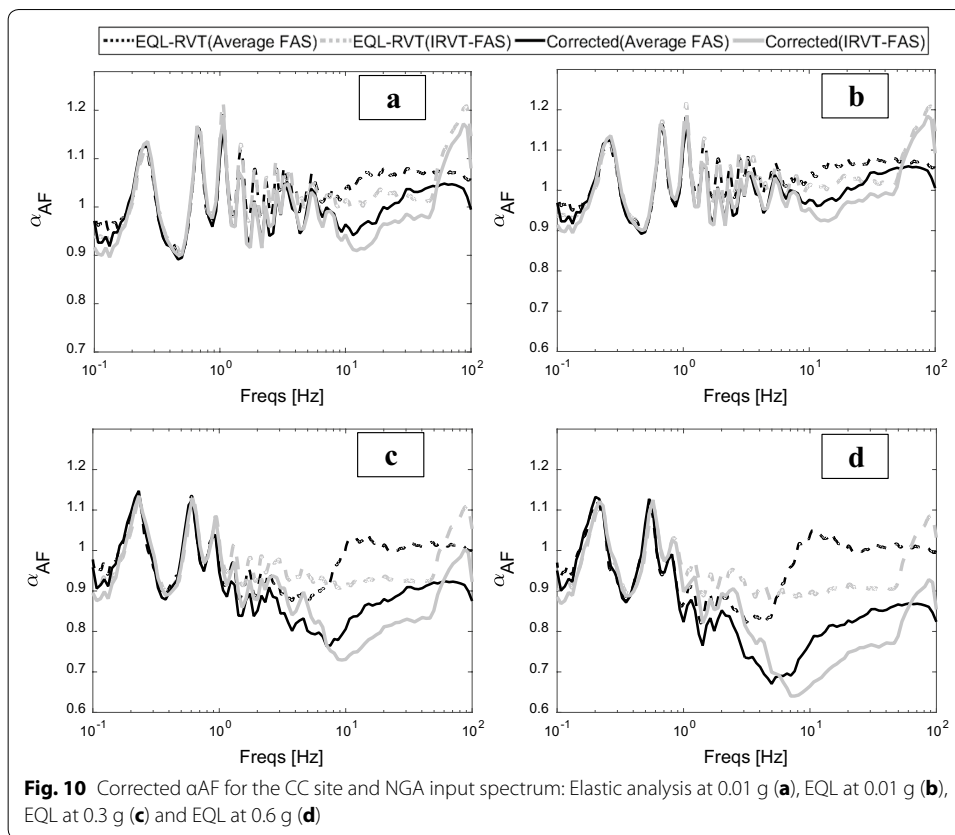 EQL-RVT(Average FAS) EQL-RVT(IRVT-FAS) Corrected(Average FAS) Corrected(IRVT-FAS)
a
1.2
1.1
1
0.9
0.8
0.7
αAF
10-1 100 101 102
Freqs [Hz]
b
1.2
1.1
1
0.9
0.8
0.7
0.6
αAF
10-1 100 101 102
Freqs [Hz]
c
1.2
1.1
1
0.9
0.8
0.7
0.6
αAF
10-1 100 101 102
Freqs [Hz]
d
1.2
1.1
1
0.9
0.8
0.7
0.6
αAF
10-1 100 101 102
Freqs [Hz]
Fig. 10 Corrected αAF for the CC site and NGA input spectrum: Elastic analysis at 0.01 g (a), EQL at 0.01 g (b),
EQL at 0.3 g (c) and EQL at 0.6 g (d)